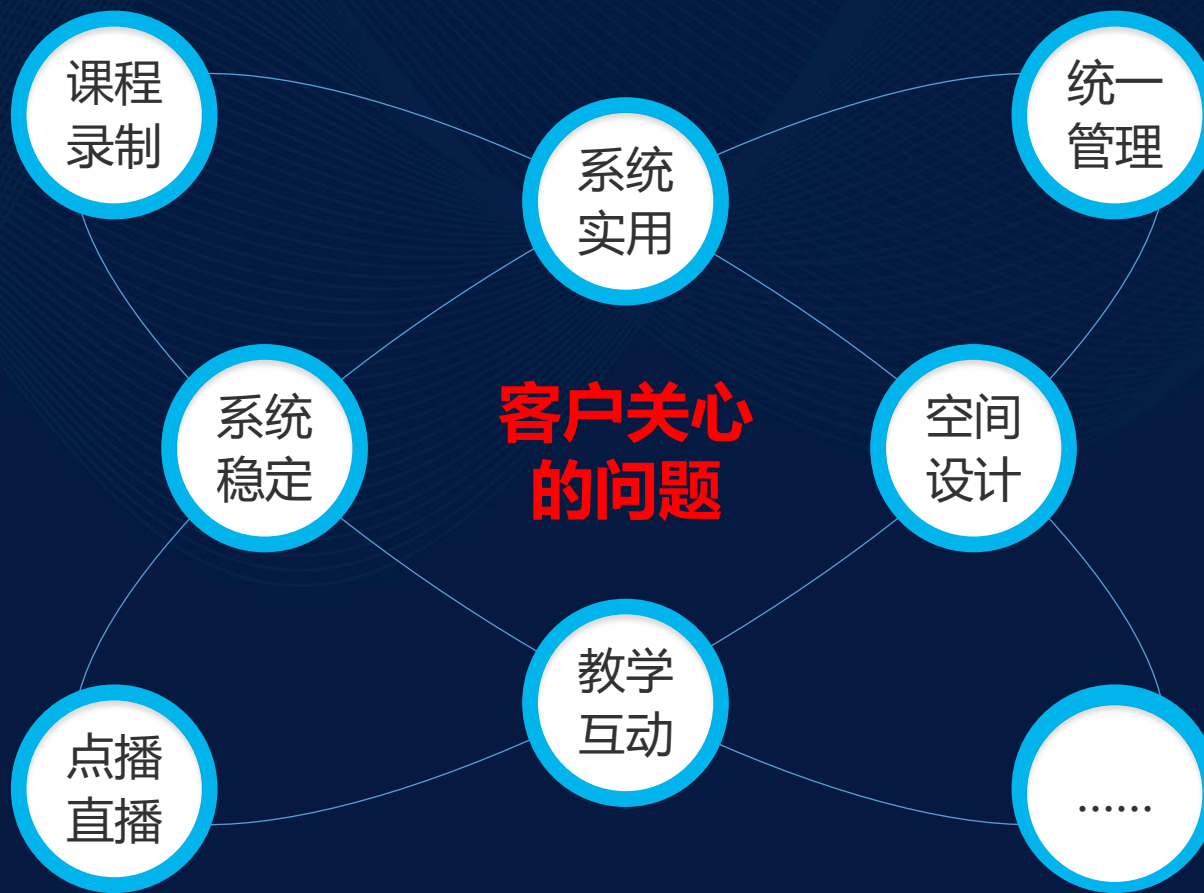 课程
录制
统一
管理
系统
实用
系统
稳定
客户关心
的问题
空间
设计
教学
互动
点播
直播
······